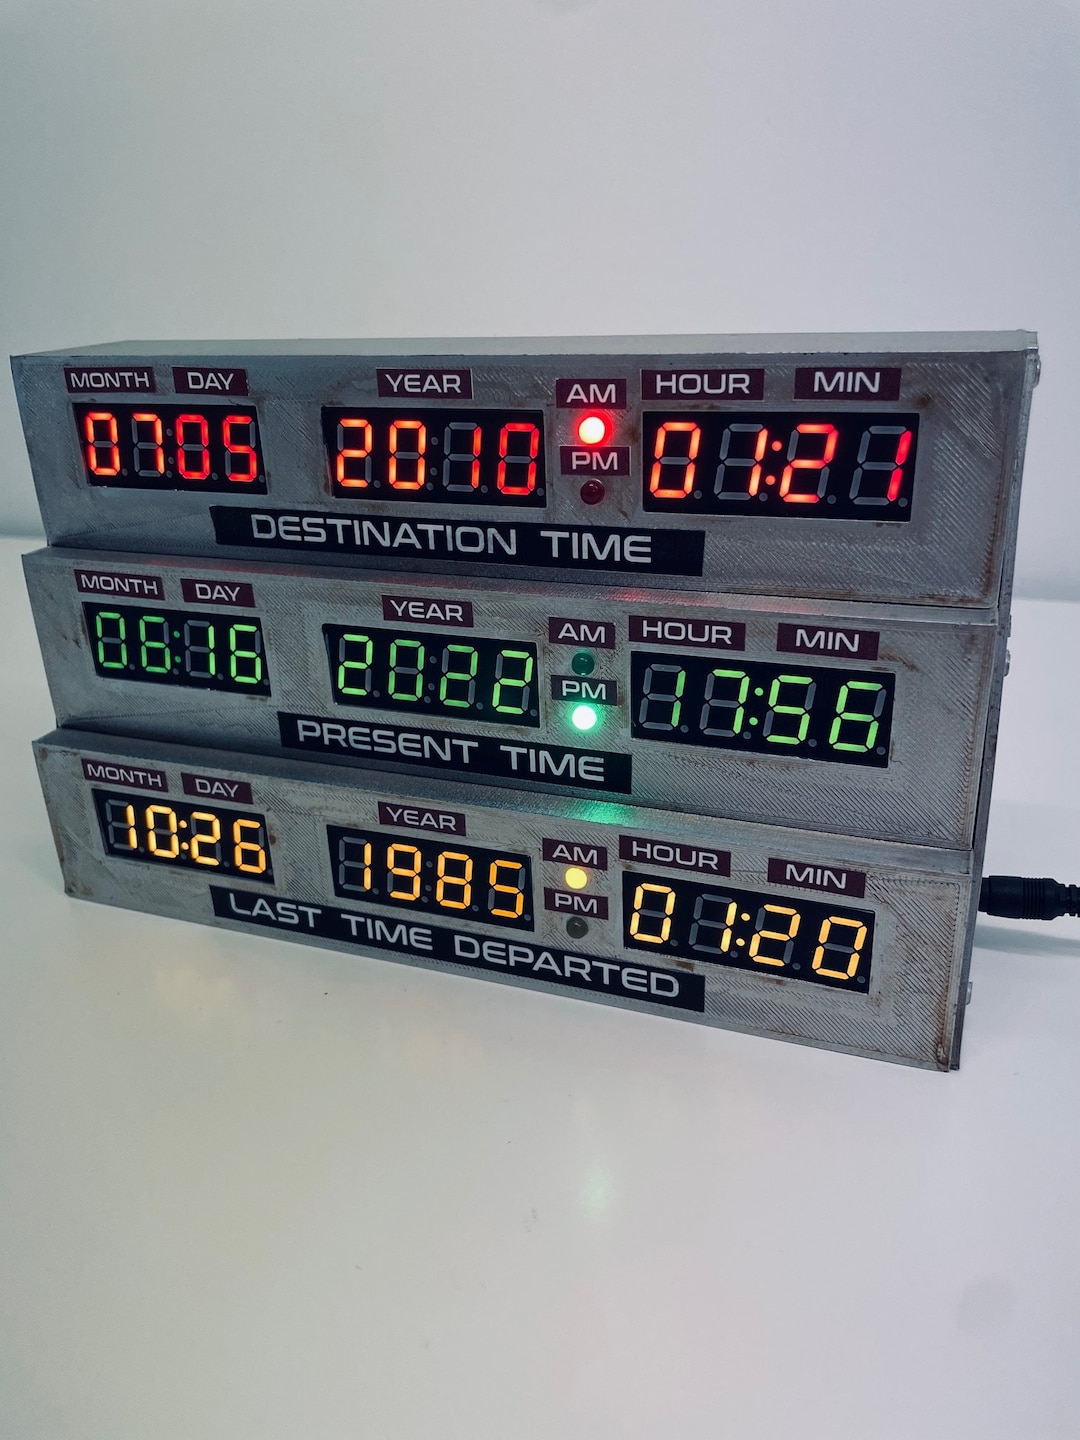 MONTH DAY YEAR AM HOUR MIN
07:05 2010 PM 01:21
DESTINATION TIME
MONTH DAY YEAR AM HOUR MIN
06:16 2022 PM 17:56
PRESENT TIME
MONTH DAY YEAR AM HOUR MIN
10:26 1985 PM 01:20
LAST TIME DEPARTED